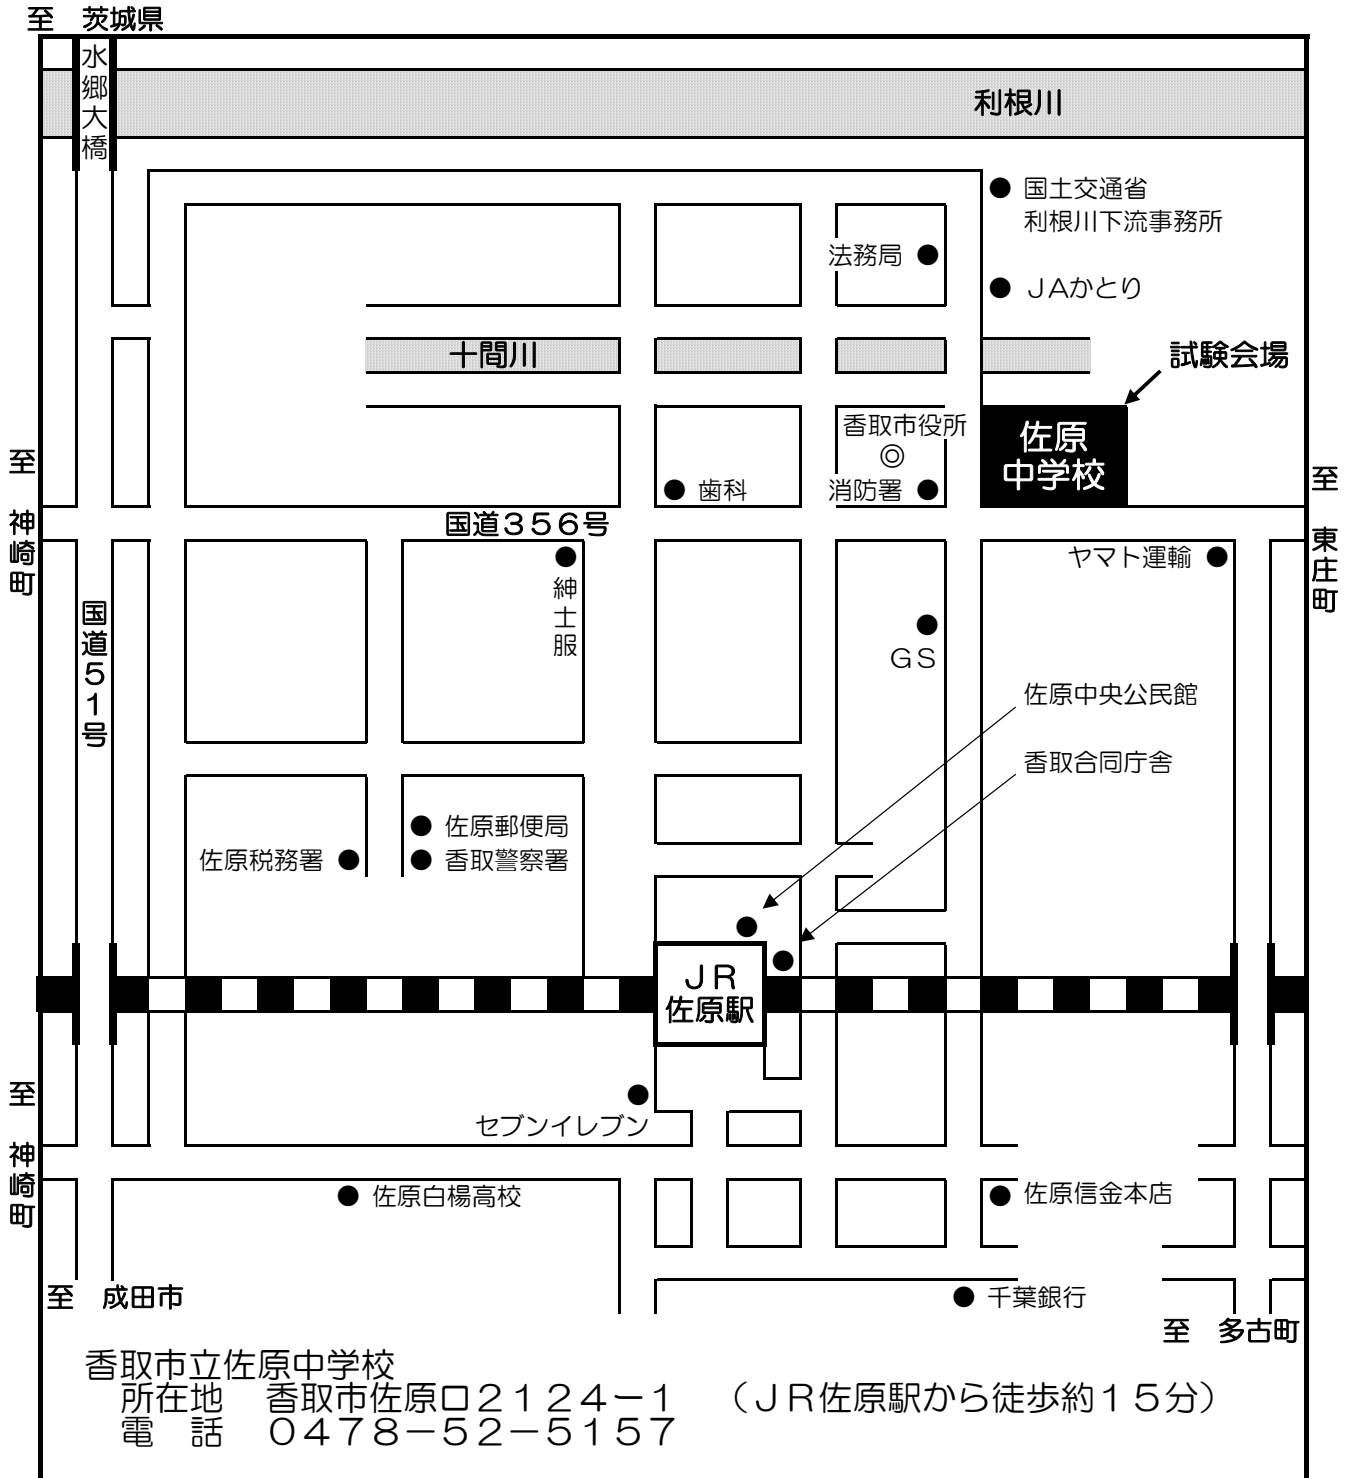 至　茨城県
水郷大橋
利根川
国土交通省
利根川下流事務所
法務局
ＪＡかとり
十間川
試験会場
香取市役所
◎
佐原
中学校
至　神崎町
歯科
消防署
至　東庄町
国道３５６号
紳士服
ヤマト運輸
国道５１号
ＧＳ
佐原中央公民館
香取合同庁舎
佐原郵便局
佐原税務署
香取警察署
ＪＲ
佐原駅
至　神崎町
セブンイレブン
佐原白楊高校
佐原信金本店
至　成田市
千葉銀行
至　多古町
香取市立佐原中学校
所在地　香取市佐原口２１２４－１　（ＪＲ佐原駅から徒歩約１５分）
電　話　０４７８－５２－５１５７